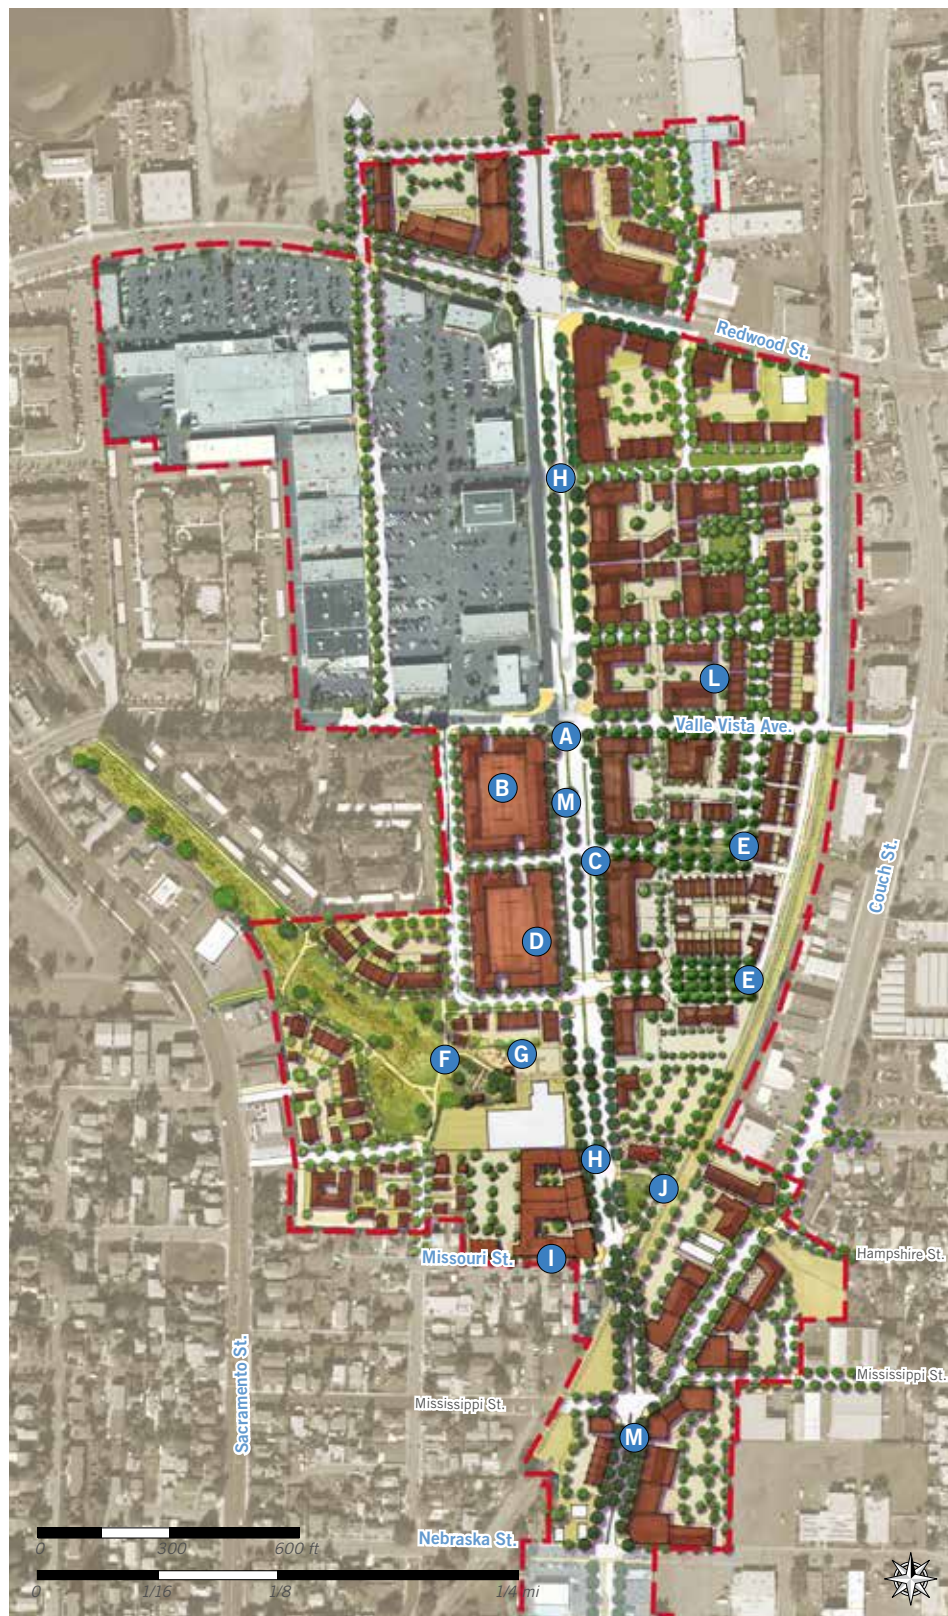 Redwood St.
H
L
Valle Vista Ave.
A
B
M
E
C
Couch St.
D
E
F
G
H
J
Missouri St.
I
Hampshire St.
Sacramento St.
Mississippi St.
Mississippi St.
M
Nebraska St.
0 300 600 ft
0 1/16 1/8 1/4 mi